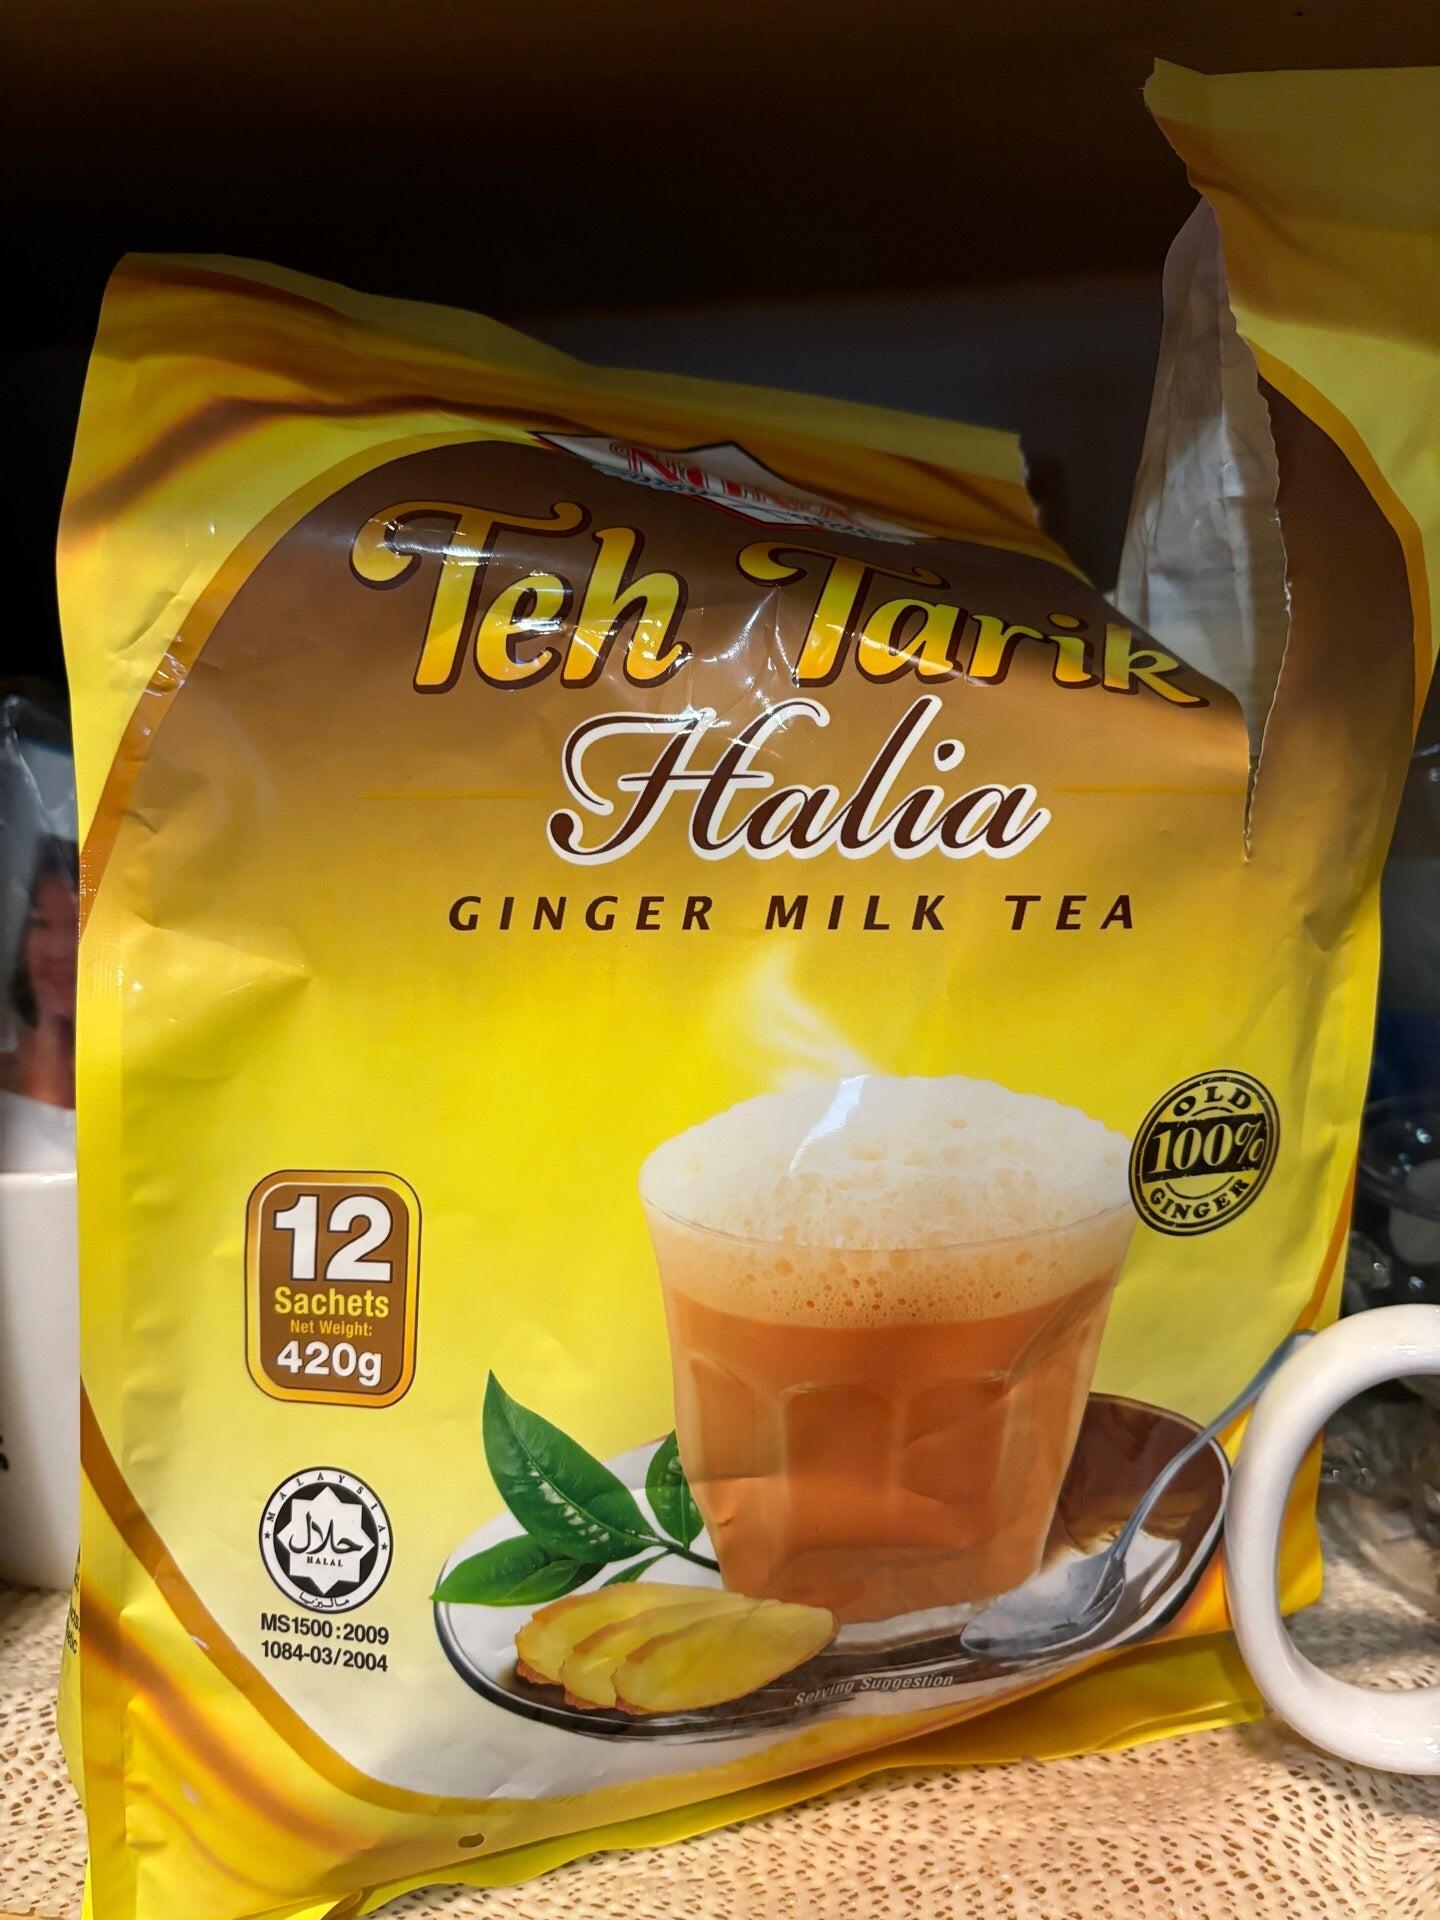 Teh Tarik
Halia
GINGER MILK TEA
OLD
100%
GINGER
12
Sachets
Net Weight:
420g
MALAYSIA
حلال
HALAL
ماليزيا
MS1500:2009
1084-03/2004
Serving Suggestion